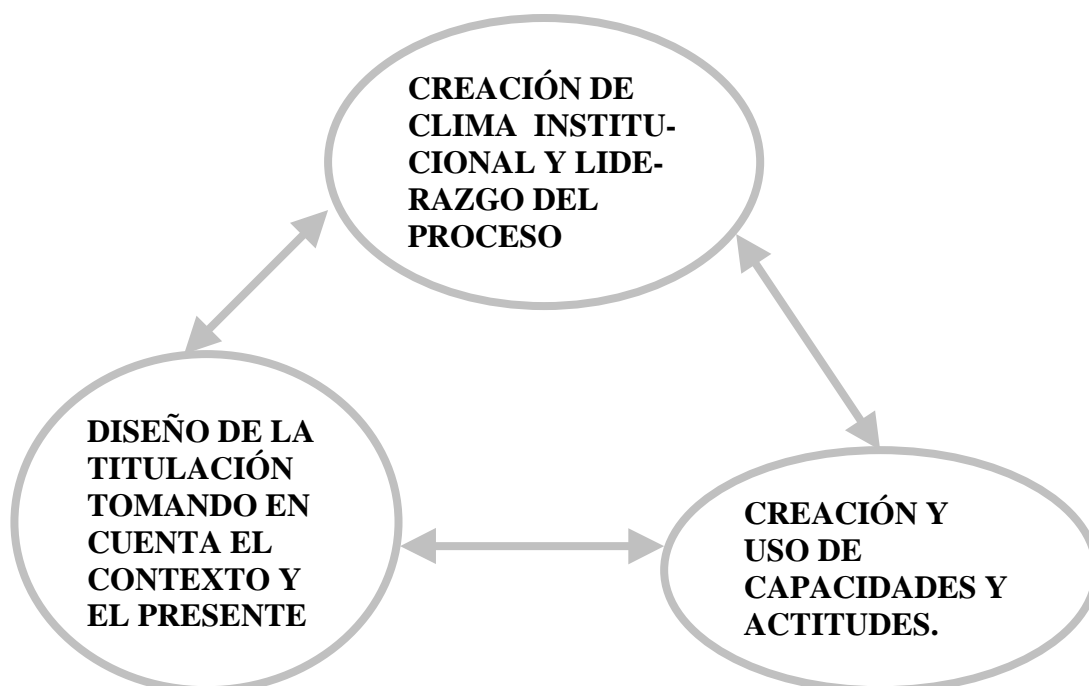 CREACIÓN DE
CLIMA INSTITU-
CIONAL Y LIDE-
RAZGO DEL
PROCESO
DISEÑO DE LA
TITULACIÓN
TOMANDO EN
CUENTA EL
CONTEXTO Y
EL PRESENTE
CREACIÓN Y
USO DE
CAPACIDADES Y
ACTITUDES.